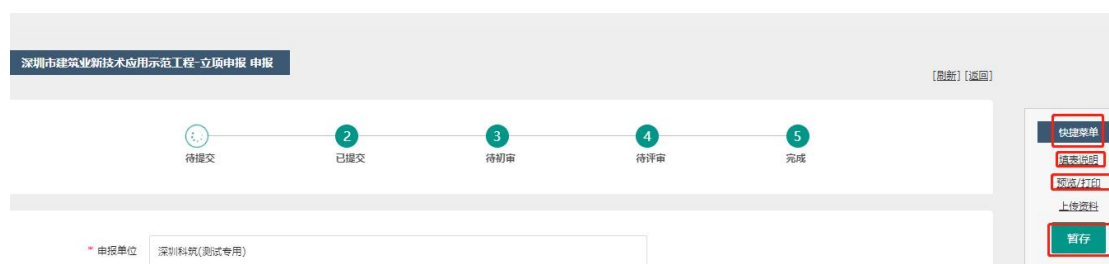 深圳市建筑业新技术应用示范工程-立项申报 申报
[刷新] [返回]
2
3
4
5
待提交
已提交
待初审
待评审
完成
快捷菜单
填表说明
预览/打印
上传资料
暂存
* 申报单位
深圳科筑(测试专用)